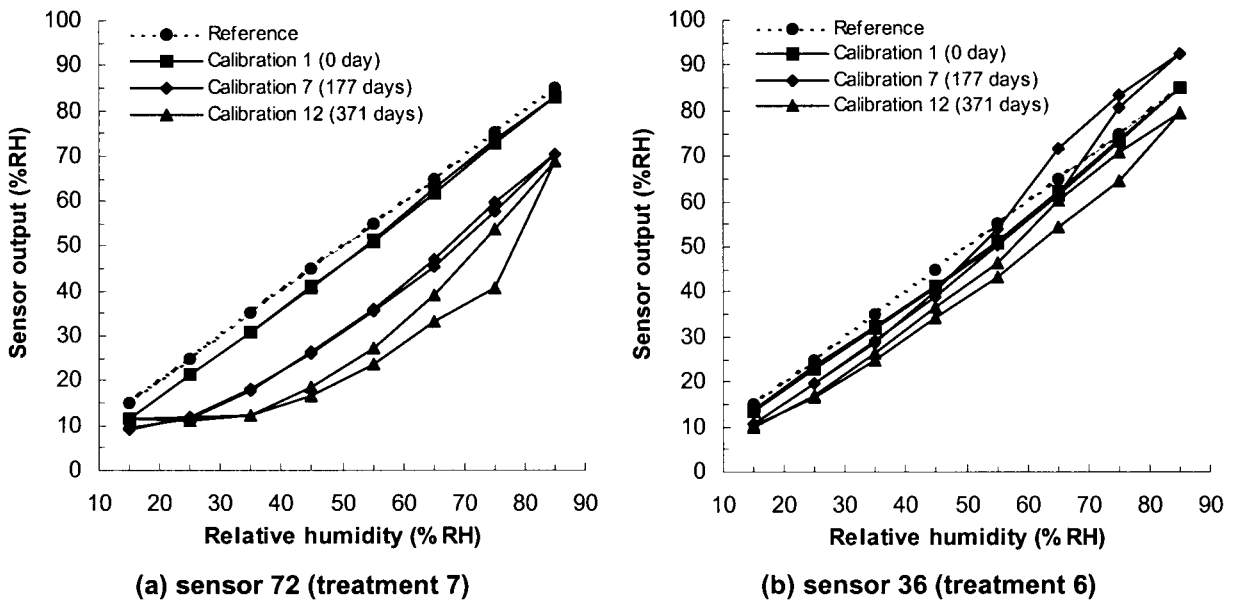 100
90
80
70
60
50
40
30
20
10
0
Sensor output (%RH)
Reference
Calibration 1 (0 day)
Calibration 7 (177 days)
Calibration 12 (371 days)
10 20 30 40 50 60 70 80 90
Relative humidity (% RH)
(a) sensor 72 (treatment 7)
100
90
80
70
60
50
40
30
20
10
0
Sensor output (%RH)
Reference
Calibration 1 (0 day)
Calibration 7 (177 days)
Calibration 12 (371 days)
10 20 30 40 50 60 70 80 90
Relative humidity (% RH)
(b) sensor 36 (treatment 6)